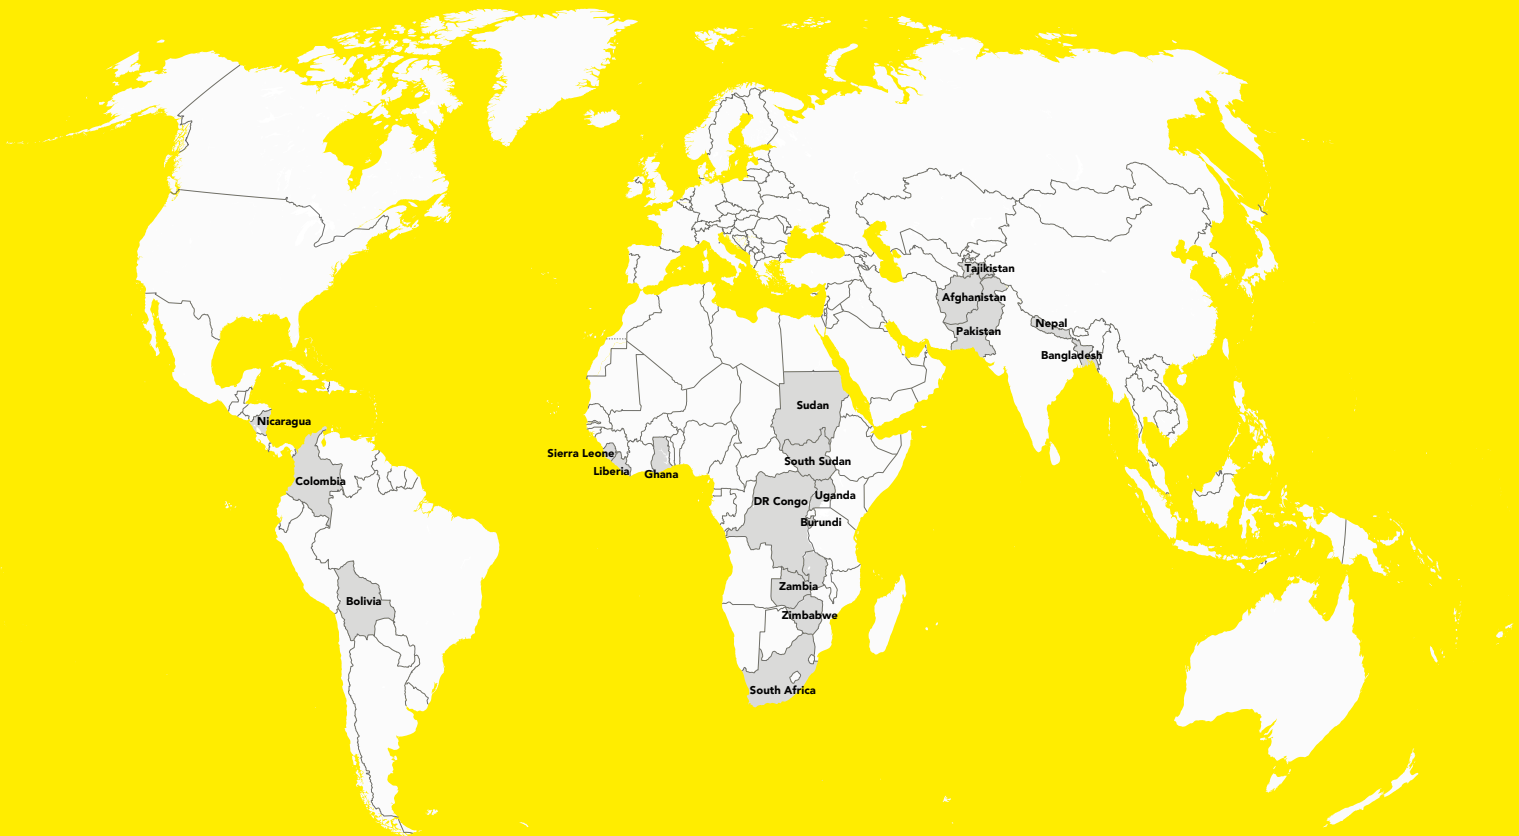 Tajikistan
Afghanistan
Pakistan
Nepal
Bangladesh
Sudan
Nicaragua
Sierra Leone
South Sudan
Liberia
Ghana
Colombia
Uganda
DR Congo
Burundi
Zambia
Bolivia
Zimbabwe
South Africa